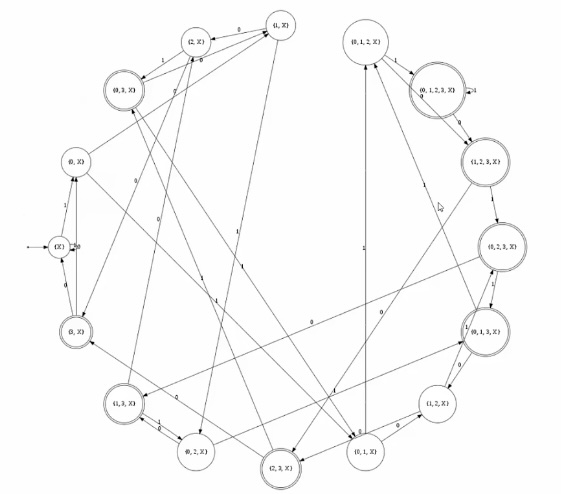 {1, X}
0
{2, X}
{0, 1, 2, X}
1
0
1
{0, 3, X}
0
{0, 1, 2, 3, X}
1
0
0
{0, X}
{1, 2, 3, X}
0
1
1
1
0
1
1
{X}
0
{0, 2, 3, X}
1
1
0
1
1
0
0
{3, X}
1
{0, 1, 3, X}
0
1
0
{1, 3, X}
{1, 2, X}
1
0
0
0
{0, 2, X}
{0, 1, X}
{2, 3, X}